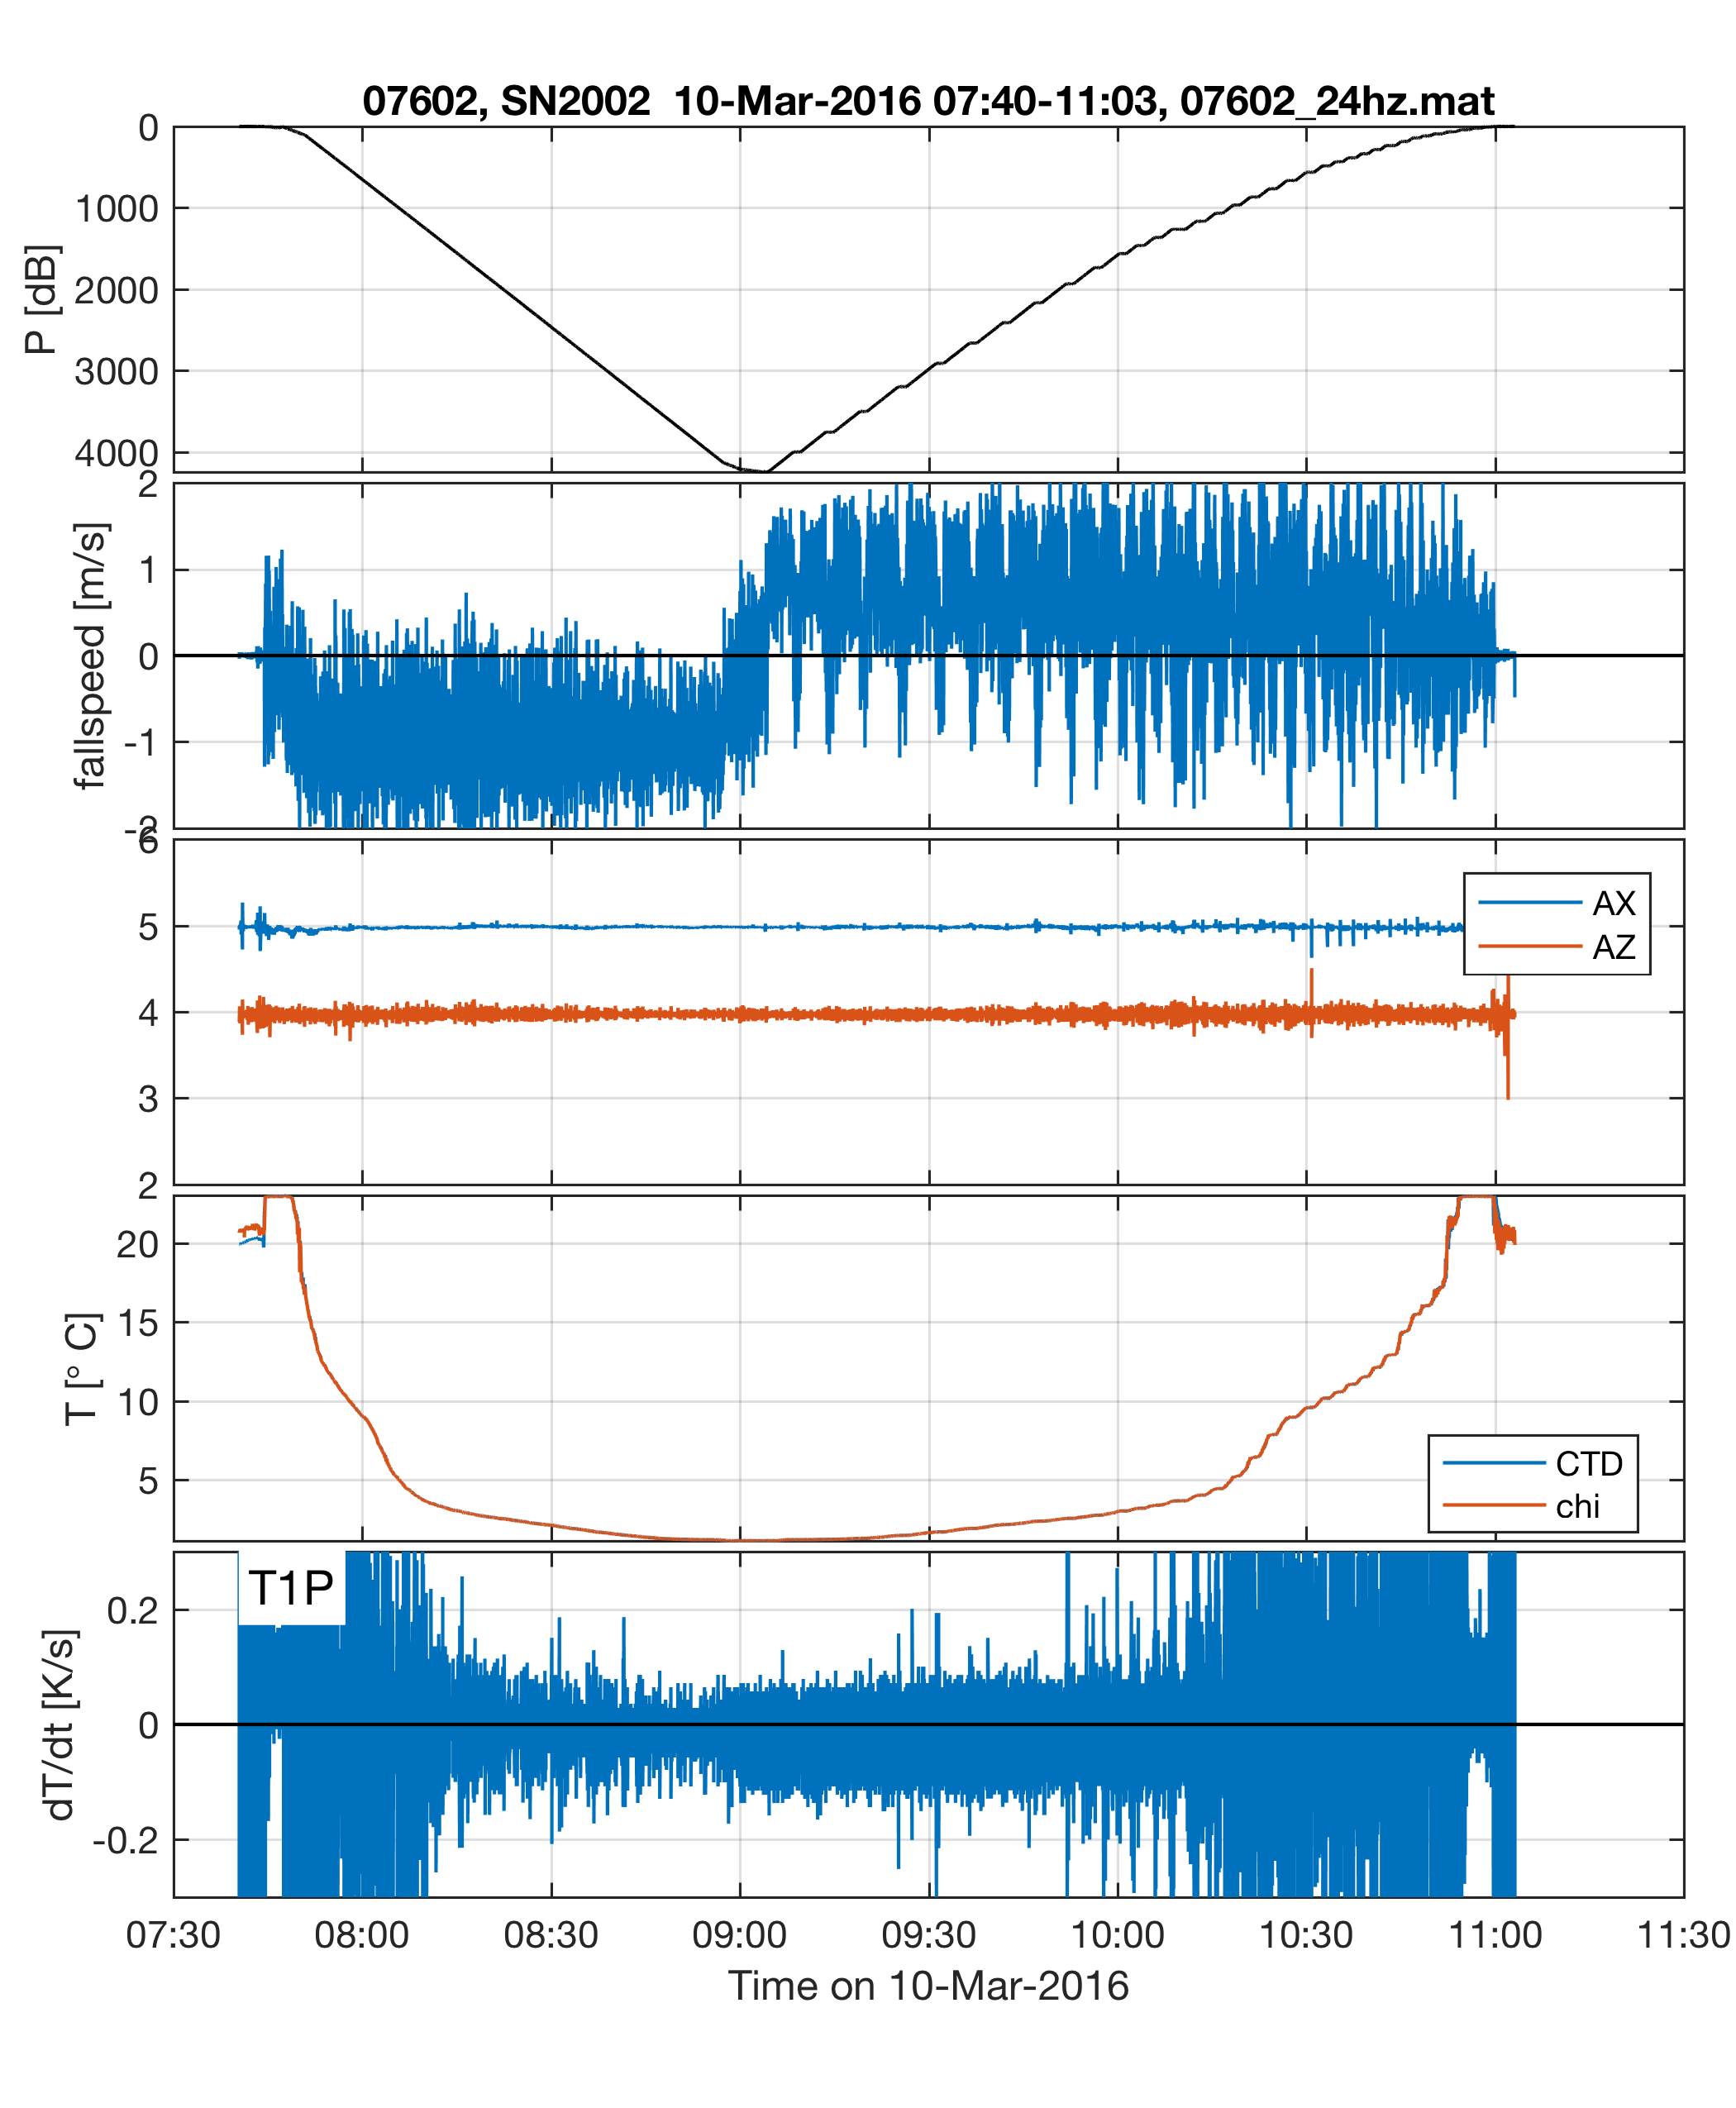 07602, SN2002  10-Mar-2016 07:40-11:03, 07602_24hz.mat
0
1000
2000
3000
4000
P [dB]
2
1
0
-1
-2
fallspeed [m/s]
6
5
4
3
2
AX
AZ
20
15
10
5
T [° C]
CTD
chi
T1P
0.2
0
-0.2
dT/dt [K/s]
07:30 08:00 08:30 09:00 09:30 10:00 10:30 11:00 11:30
Time on 10-Mar-2016